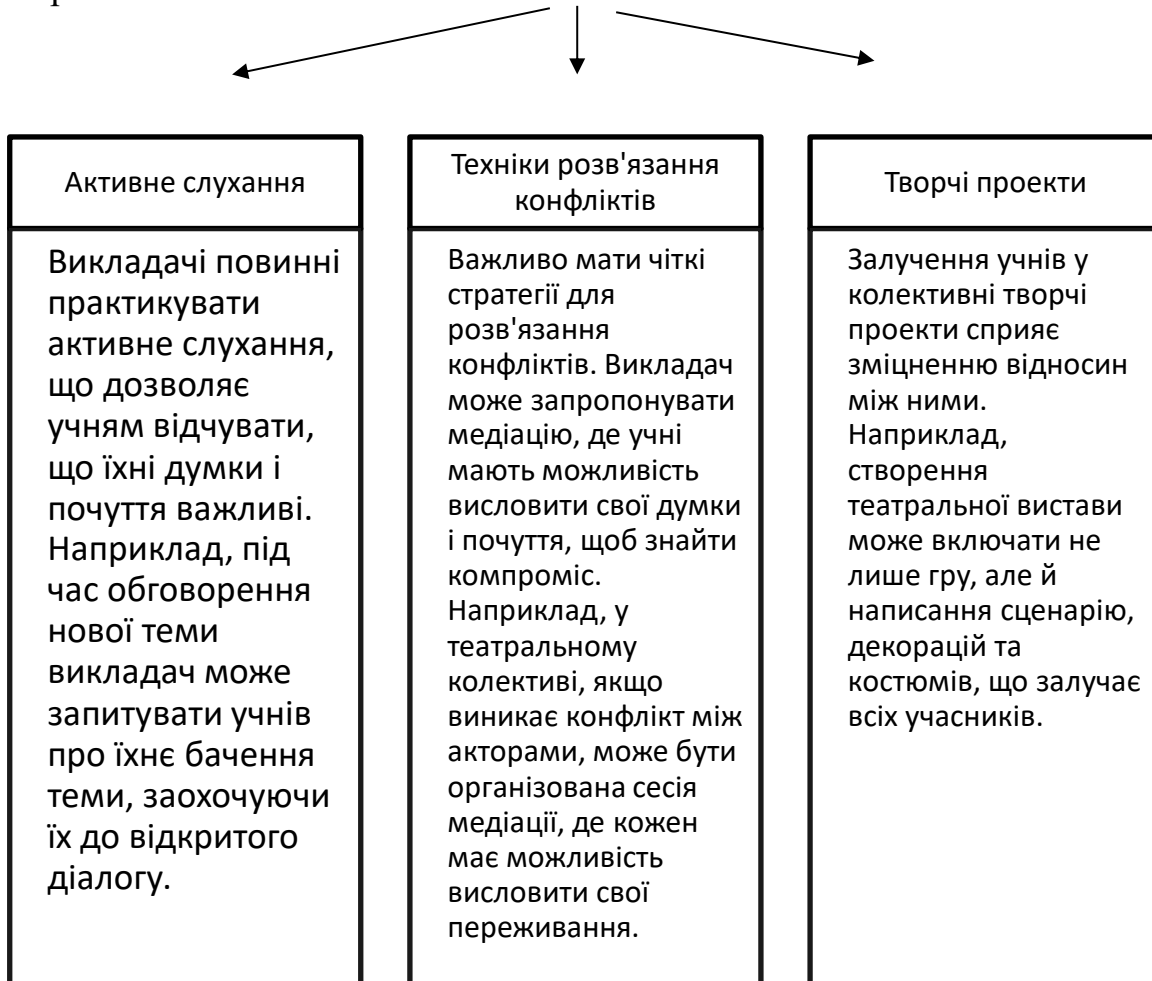 Активне слухання
Викладачі повинні
практикувати
активне слухання,
що дозволяє
учням відчувати,
що їхні думки і
почуття важливі.
Наприклад, під
час обговорення
нової теми
викладач може
запитувати учнів
про їхнє бачення
теми, заохочуючи
їх до відкритого
діалогу.
Техніки розв'язання
конфліктів
Важливо мати чіткі
стратегії для
розв'язання
конфліктів. Викладач
може запропонувати
медіацію, де учні
мають можливість
висловити свої думки
і почуття, щоб знайти
компроміс.
Наприклад, у
театральному
колективі, якщо
виникає конфлікт між
акторами, може бути
організована сесія
медіації, де кожен
має можливість
висловити свої
переживання.
Творчі проекти
Залучення учнів у
колективні творчі
проекти сприяє
зміцненню відносин
між ними.
Наприклад,
створення
театральної вистави
може включати не
лише гру, але й
написання сценарію,
декорацій та
костюмів, що залучає
всіх учасників.